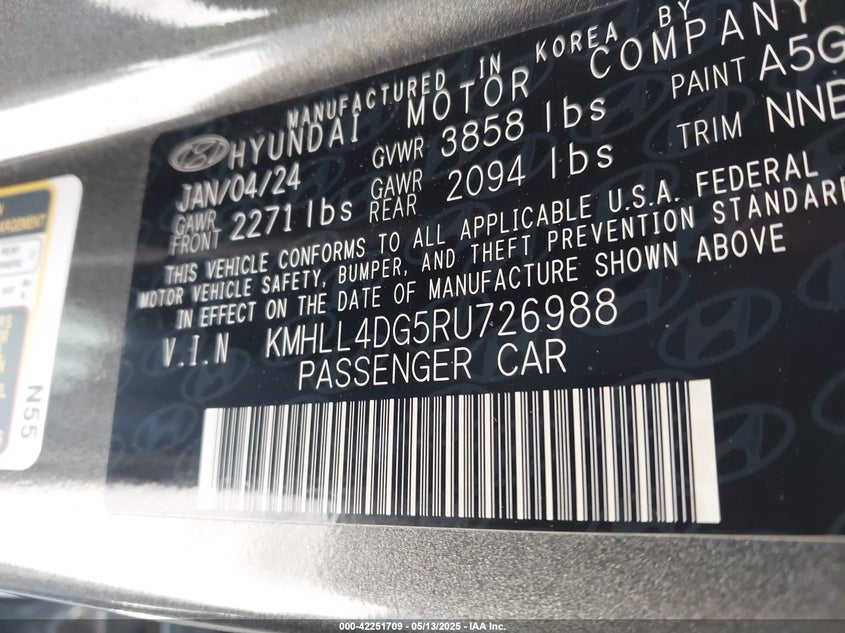 MANUFACTURED IN KOREA BY
HYUNDAI MOTOR COMPANY
JAN/04/24 GVWR 3858 lbs PAINT A5G
GAWR FRONT 2271 lbs GAWR REAR 2094 lbs TRIM NNB
THIS VEHICLE CONFORMS TO ALL APPLICABLE U.S.A. FEDERAL
MOTOR VEHICLE SAFETY, BUMPER, AND THEFT PREVENTION STANDARD
IN EFFECT ON THE DATE OF MANUFACTURE SHOWN ABOVE
V.I.N KMHLL4DG5RU726988
PASSENGER CAR
N55
000-42251709 - 05/13/2025 - IAA Inc.